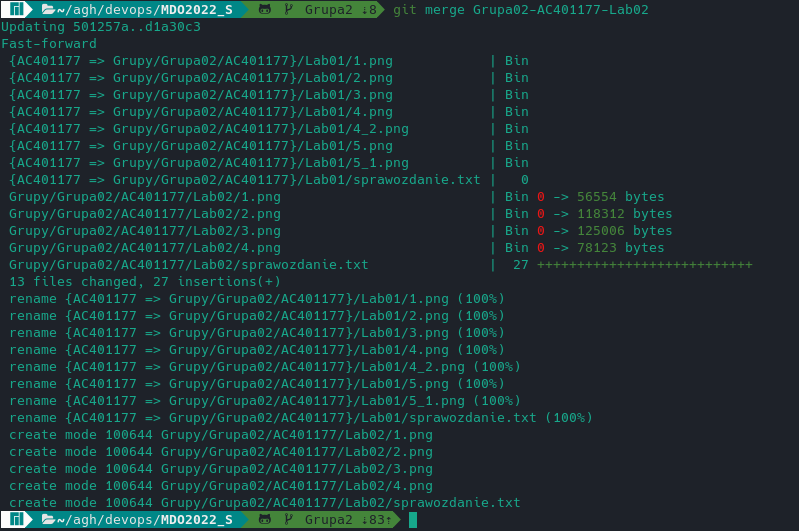 ~/agh/devops/MDO2022_S Grupa2 ↓8 git merge Grupa02-AC401177-Lab02
Updating 501257a..d1a30c3
Fast-forward
{AC401177 => Grupy/Grupa02/AC401177}/Lab01/1.png | Bin
{AC401177 => Grupy/Grupa02/AC401177}/Lab01/2.png | Bin
{AC401177 => Grupy/Grupa02/AC401177}/Lab01/3.png | Bin
{AC401177 => Grupy/Grupa02/AC401177}/Lab01/4.png | Bin
{AC401177 => Grupy/Grupa02/AC401177}/Lab01/4_2.png | Bin
{AC401177 => Grupy/Grupa02/AC401177}/Lab01/5.png | Bin
{AC401177 => Grupy/Grupa02/AC401177}/Lab01/5_1.png | Bin
{AC401177 => Grupy/Grupa02/AC401177}/Lab01/sprawozdanie.txt | 0
Grupy/Grupa02/AC401177/Lab02/1.png | Bin 0 -> 56554 bytes
Grupy/Grupa02/AC401177/Lab02/2.png | Bin 0 -> 118312 bytes
Grupy/Grupa02/AC401177/Lab02/3.png | Bin 0 -> 125006 bytes
Grupy/Grupa02/AC401177/Lab02/4.png | Bin 0 -> 78123 bytes
Grupy/Grupa02/AC401177/Lab02/sprawozdanie.txt | 27 +++++++++++++++++++++++++++
13 files changed, 27 insertions(+)
rename {AC401177 => Grupy/Grupa02/AC401177}/Lab01/1.png (100%)
rename {AC401177 => Grupy/Grupa02/AC401177}/Lab01/2.png (100%)
rename {AC401177 => Grupy/Grupa02/AC401177}/Lab01/3.png (100%)
rename {AC401177 => Grupy/Grupa02/AC401177}/Lab01/4.png (100%)
rename {AC401177 => Grupy/Grupa02/AC401177}/Lab01/4_2.png (100%)
rename {AC401177 => Grupy/Grupa02/AC401177}/Lab01/5.png (100%)
rename {AC401177 => Grupy/Grupa02/AC401177}/Lab01/5_1.png (100%)
rename {AC401177 => Grupy/Grupa02/AC401177}/Lab01/sprawozdanie.txt (100%)
create mode 100644 Grupy/Grupa02/AC401177/Lab02/1.png
create mode 100644 Grupy/Grupa02/AC401177/Lab02/2.png
create mode 100644 Grupy/Grupa02/AC401177/Lab02/3.png
create mode 100644 Grupy/Grupa02/AC401177/Lab02/4.png
create mode 100644 Grupy/Grupa02/AC401177/Lab02/sprawozdanie.txt
~/agh/devops/MDO2022_S Grupa2 ↓83↑